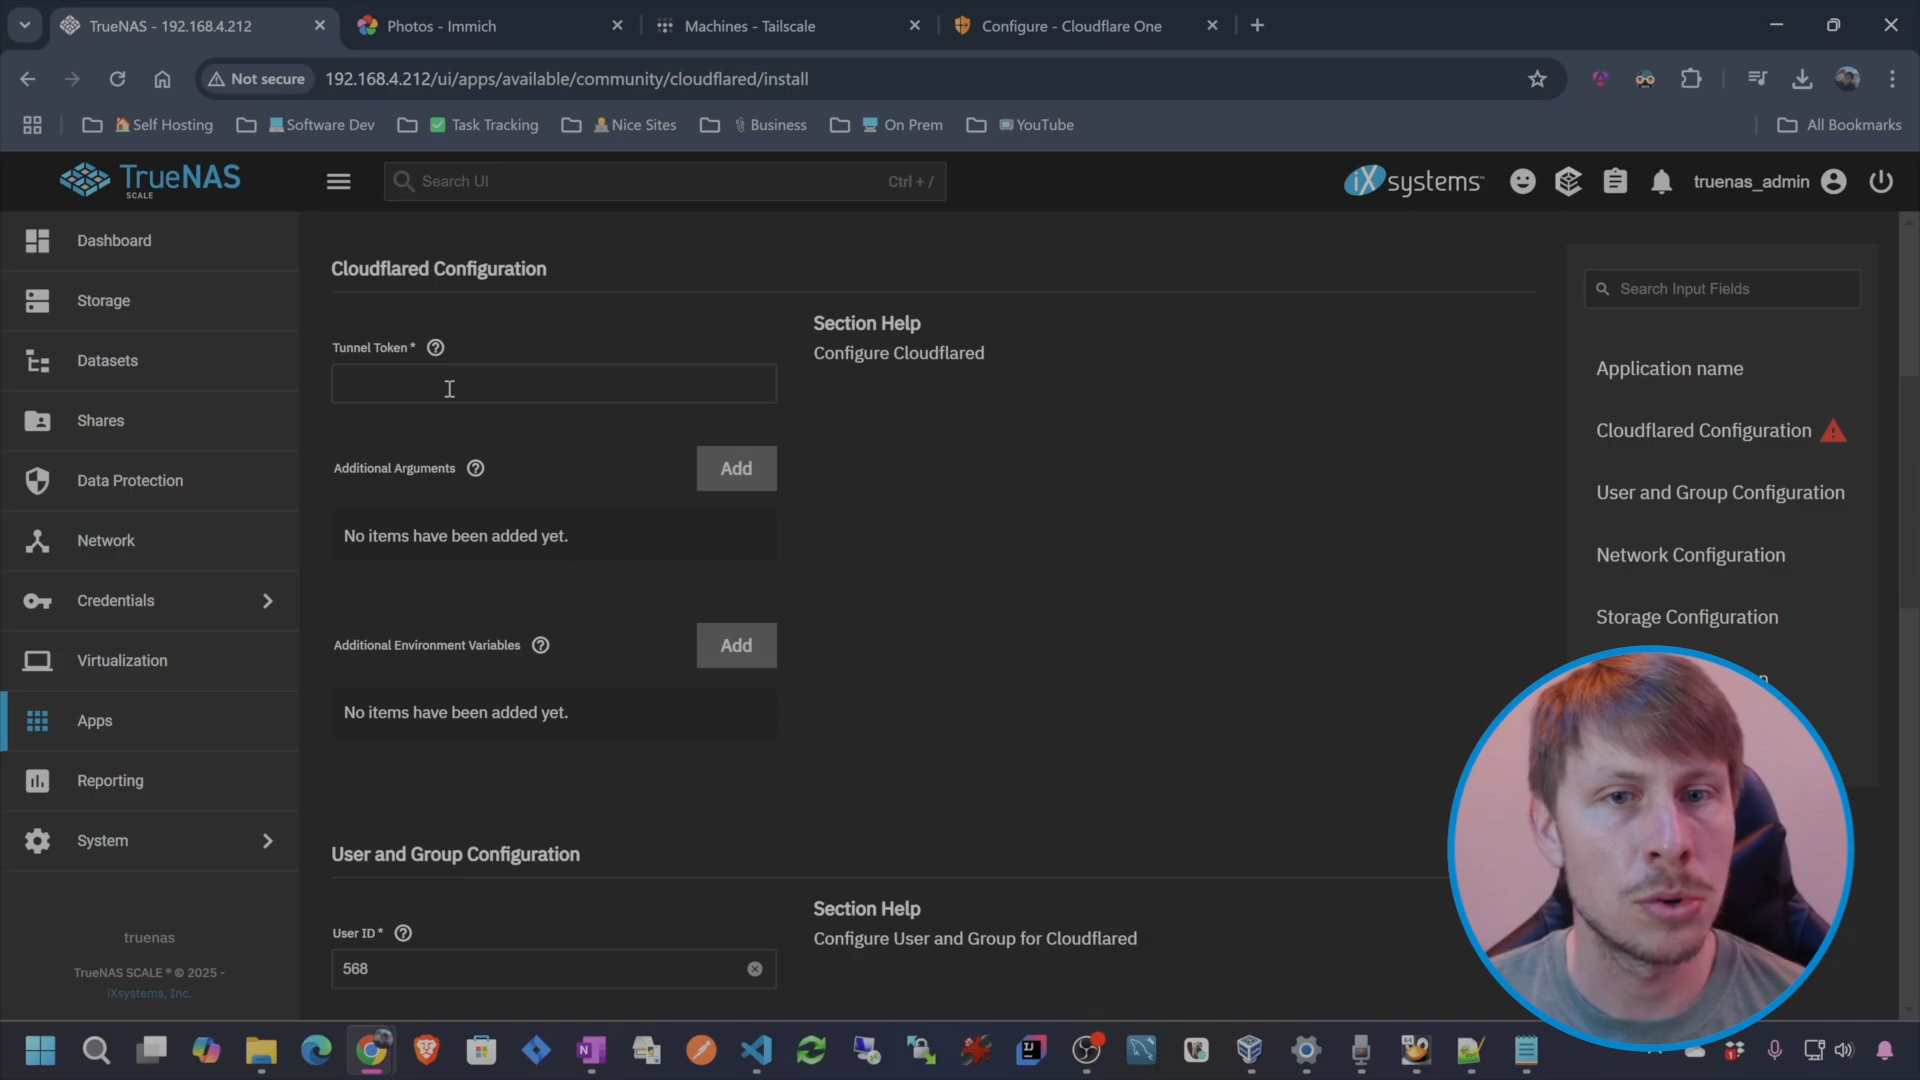 TrueNAS - 192.168.4.212
Photos - Immich
Machines - Tailscale
Configure - Cloudflare One
Not secure
192.168.4.212/ui/apps/available/community/cloudflared/install
Self Hosting
Software Dev
Task Tracking
Nice Sites
Business
On Prem
YouTube
All Bookmarks
TrueNAS
SCALE
Search UI
Ctrl + /
iXsystems
truenas_admin
Dashboard
Storage
Datasets
Shares
Data Protection
Network
Credentials
Virtualization
Apps
Reporting
System
truenas
TrueNAS SCALE ® © 2025 -
iXsystems, Inc.
Cloudflared Configuration
Tunnel Token *
Section Help
Configure Cloudflared
Additional Arguments
Add
No items have been added yet.
Additional Environment Variables
Add
No items have been added yet.
User and Group Configuration
User ID *
568
Section Help
Configure User and Group for Cloudflared
Search Input Fields
Application name
Cloudflared Configuration
User and Group Configuration
Network Configuration
Storage Configuration